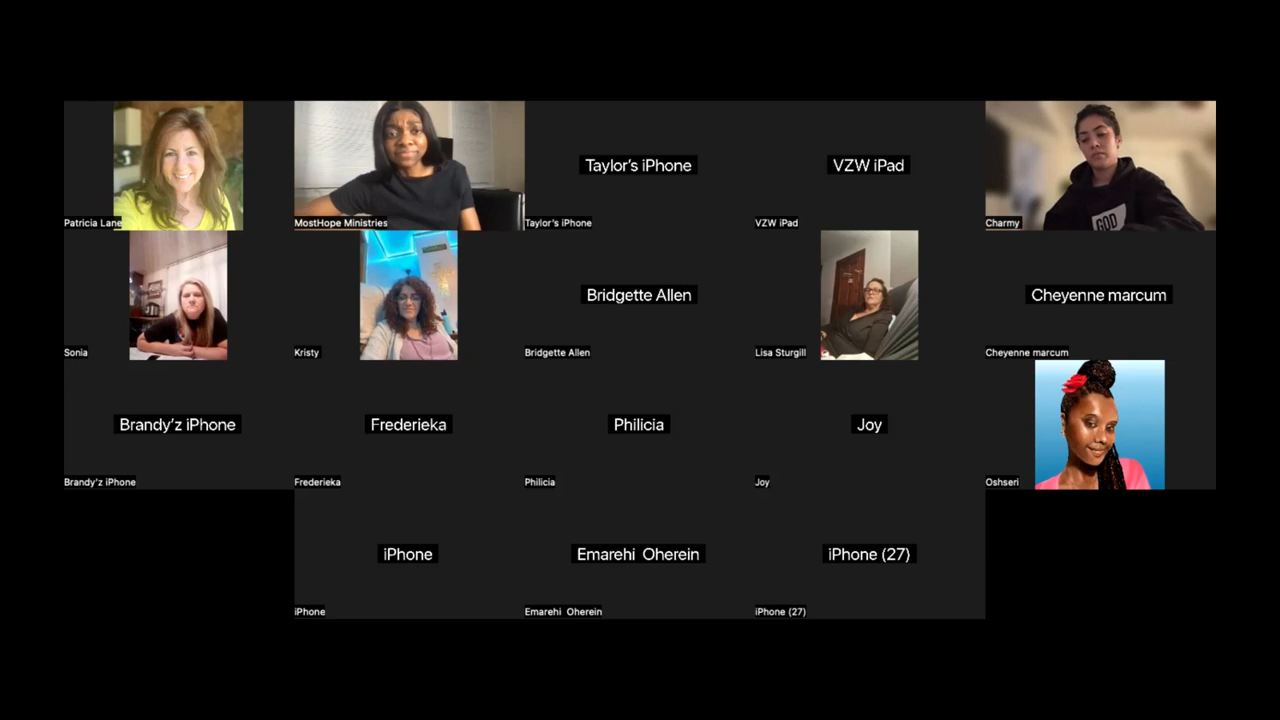 Patricia Lane
MostHope Ministries
Taylor's iPhone
Taylor's iPhone
VZW iPad
VZW iPad
GOD
Charmy
Sonia
Kristy
Bridgette Allen
Bridgette Allen
Lisa Sturgill
Cheyenne marcum
Cheyenne marcum
Brandy'z iPhone
Brandy'z iPhone
Frederieka
Frederieka
Philicia
Philicia
Joy
Joy
Oshseri
iPhone
iPhone
Emarehi Oherein
Emarehi Oherein
iPhone (27)
iPhone (27)